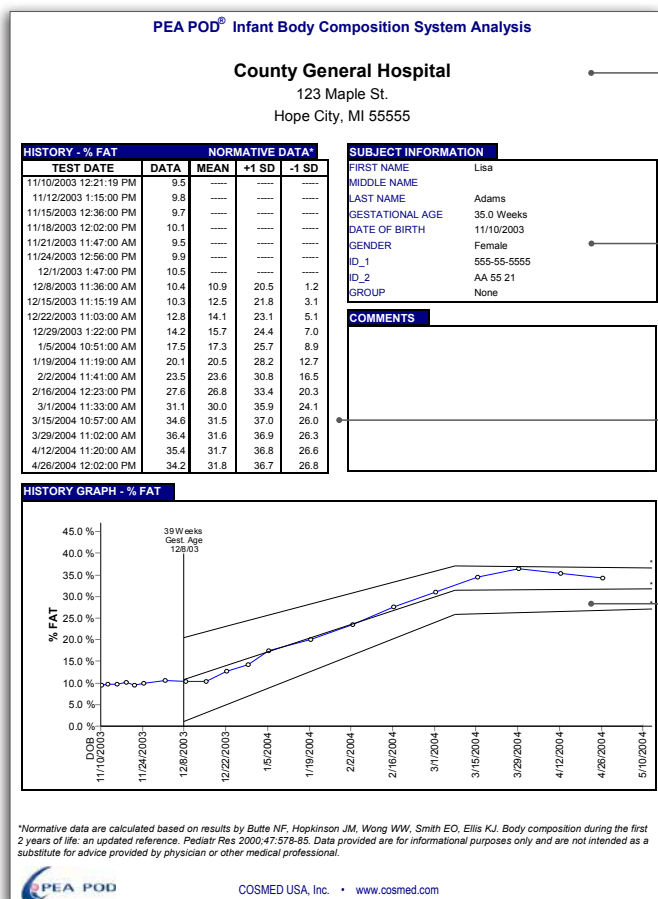 PEA POD® Infant Body Composition System Analysis
County General Hospital
123 Maple St.
Hope City, MI 55555
HISTORY - % FAT NORMATIVE DATA*
TEST DATE DATA MEAN +1 SD -1 SD
11/10/2003 12:21:19 PM 9.5 ----- ----- -----
11/12/2003 1:15:00 PM 9.8 ----- ----- -----
11/15/2003 12:36:00 PM 9.7 ----- ----- -----
11/18/2003 12:02:00 PM 10.1 ----- ----- -----
11/21/2003 11:47:00 AM 9.5 ----- ----- -----
11/24/2003 12:56:00 PM 9.9 ----- ----- -----
12/1/2003 1:47:00 PM 10.5 ----- ----- -----
12/8/2003 11:36:00 AM 10.4 10.9 20.5 1.2
12/15/2003 11:15:19 AM 10.3 12.5 21.8 3.1
12/22/2003 11:03:00 AM 12.8 14.1 23.1 5.1
12/29/2003 1:22:00 PM 14.2 15.7 24.4 7.0
1/5/2004 10:51:00 AM 17.5 17.3 25.7 8.9
1/19/2004 11:19:00 AM 20.1 20.5 28.2 12.7
2/2/2004 11:41:00 AM 23.5 23.6 30.8 16.5
2/16/2004 12:23:00 PM 27.6 26.8 33.4 20.3
3/1/2004 11:33:00 AM 31.1 30.0 35.9 24.1
3/15/2004 10:57:00 AM 34.6 31.5 37.0 26.0
3/29/2004 11:02:00 AM 36.4 31.6 36.9 26.3
4/12/2004 11:20:00 AM 35.4 31.7 36.8 26.6
4/26/2004 12:02:00 PM 34.2 31.8 36.7 26.8
SUBJECT INFORMATION
FIRST NAME Lisa
MIDDLE NAME
LAST NAME Adams
GESTATIONAL AGE 35.0 Weeks
DATE OF BIRTH 11/10/2003
GENDER Female
ID_1 555-55-5555
ID_2 AA 55 21
GROUP None
COMMENTS
HISTORY GRAPH - % FAT
39 Weeks
Gest. Age
12/8/03
% FAT
45.0 %
40.0 %
35.0 %
30.0 %
25.0 %
20.0 %
15.0 %
10.0 %
5.0 %
0.0 %
*
*
*
DOB
11/10/2003
11/24/2003
12/8/2003
12/22/2003
1/5/2004
1/19/2004
2/2/2004
2/16/2004
3/1/2004
3/15/2004
3/29/2004
4/12/2004
4/26/2004
5/10/2004
*Normative data are calculated based on results by Butte NF, Hopkinson JM, Wong WW, Smith EO, Ellis KJ. Body composition during the first
2 years of life: an updated reference. Pediatr Res 2000;47:578-85. Data provided are for informational purposes only and are not intended as a
substitute for advice provided by physician or other medical professional.
PEA POD
COSMED USA, Inc. • www.cosmed.com